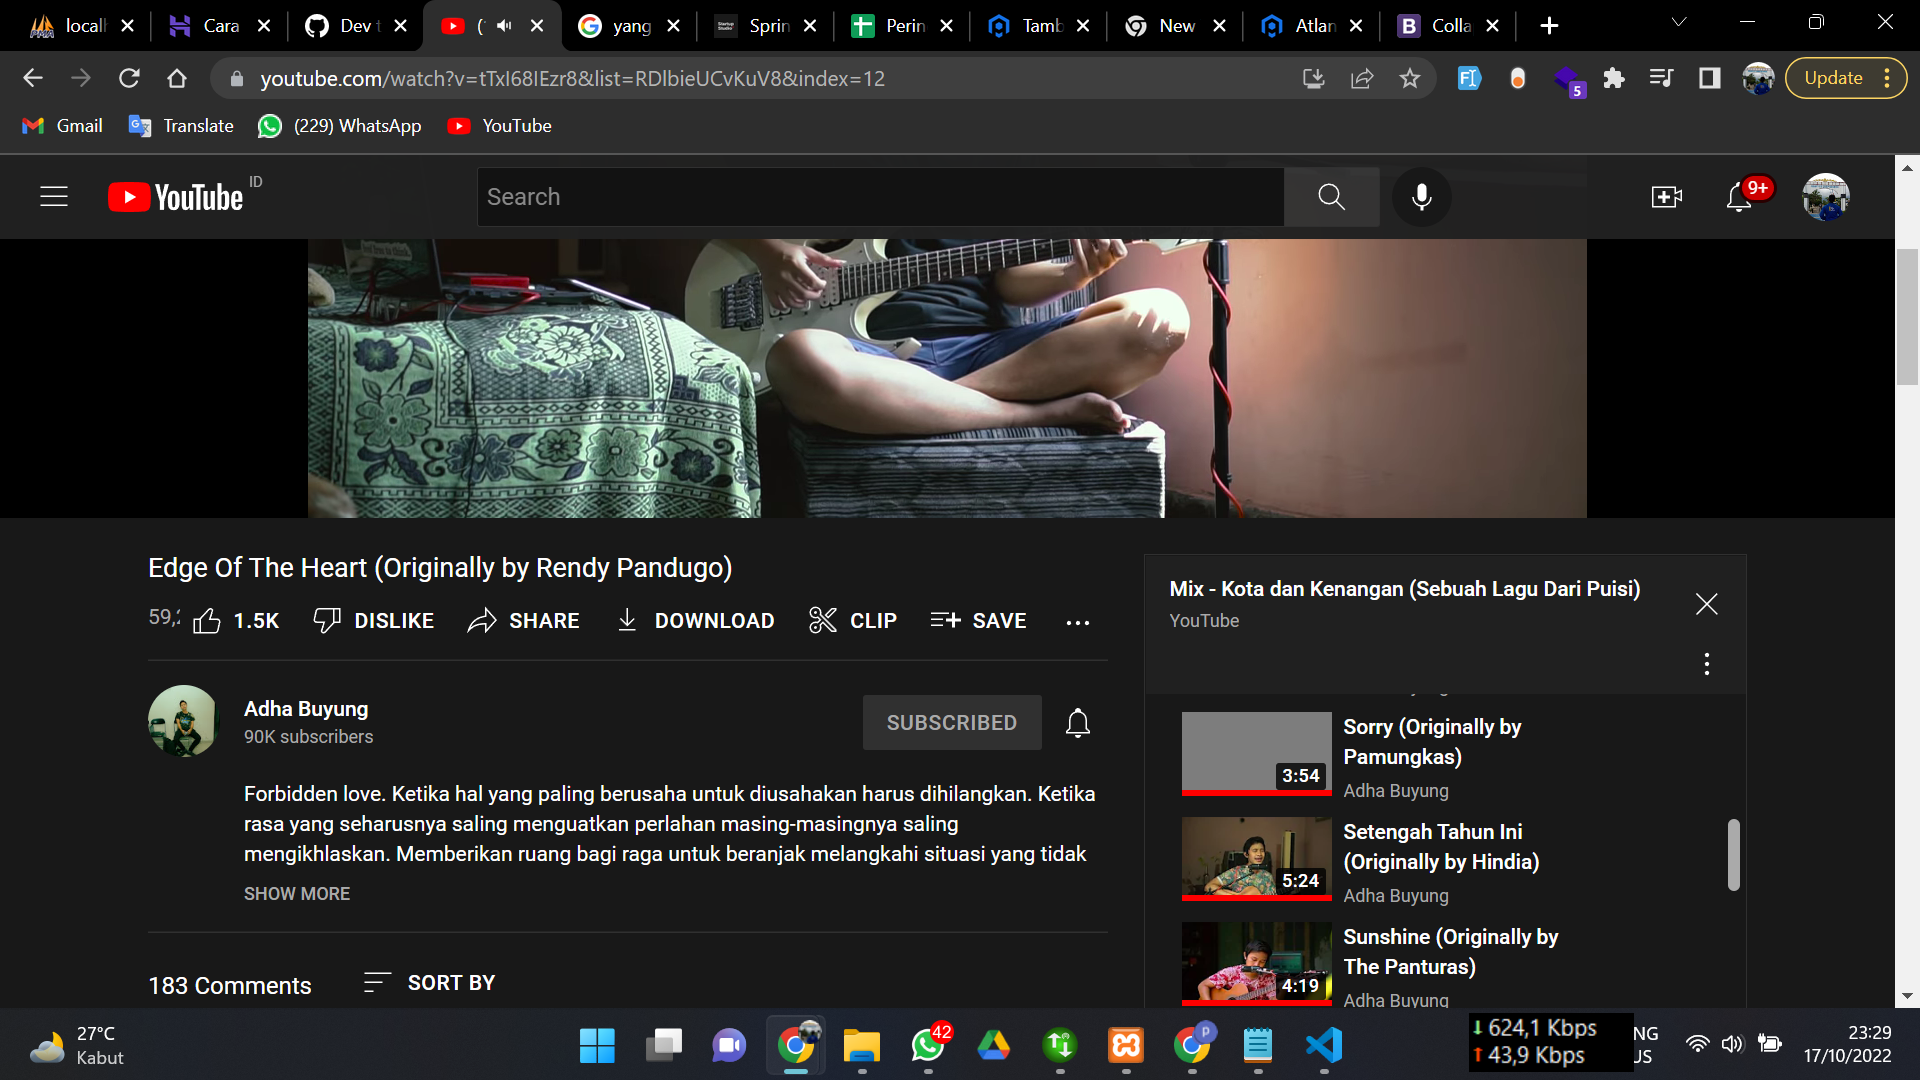 locall
Cara
Dev t
(
yang
Sprin
Perin
Tamb
New
Atlan
Colla
youtube.com/watch?v=tTxI68IEzr8&list=RDlbieUCvKuV8&index=12
5
Update
Gmail
Translate
(229) WhatsApp
YouTube
YouTube ID
Search
9+
Edge Of The Heart (Originally by Rendy Pandugo)
59,2
1.5K
DISLIKE
SHARE
DOWNLOAD
CLIP
SAVE
Adha Buyung
90K subscribers
SUBSCRIBED
Forbidden love. Ketika hal yang paling berusaha untuk diusahakan harus dihilangkan. Ketika
rasa yang seharusnya saling menguatkan perlahan masing-masingnya saling
mengikhlaskan. Memberikan ruang bagi raga untuk beranjak melangkahi situasi yang tidak
SHOW MORE
183 Comments
SORT BY
Mix - Kota dan Kenangan (Sebuah Lagu Dari Puisi)
YouTube
3:54
Sorry (Originally by
Pamungkas)
Adha Buyung
5:24
Setengah Tahun Ini
(Originally by Hindia)
Adha Buyung
4:19
Sunshine (Originally by
The Panturas)
Adha Buyung
27°C
Kabut
42
624,1 Kbps
43,9 Kbps
NG
US
23:29
17/10/2022